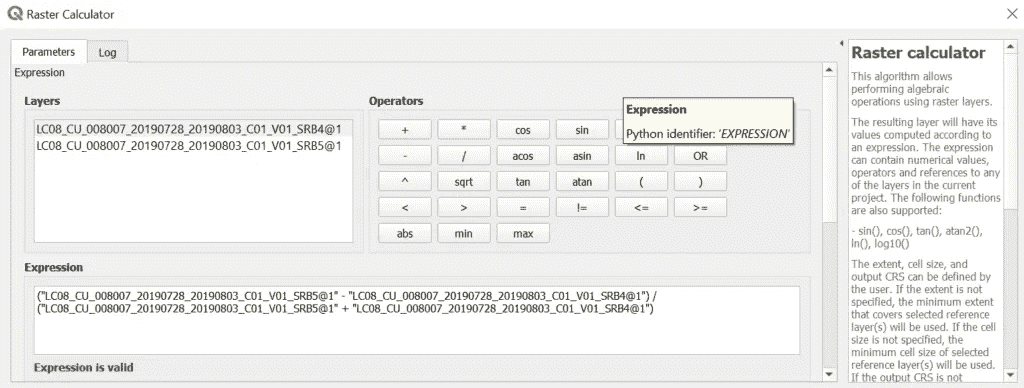 Raster Calculator
Parameters
Log
Expression
Layers
LC08_CU_008007_20190728_20190803_C01_V01_SRB4@1
LC08_CU_008007_20190728_20190803_C01_V01_SRB5@1
Operators
Expression
Python identifier: 'EXPRESSION'
+ * cos sin
- / acos asin ln OR
^ sqrt tan atan ( )
< > = != <= >=
abs min max
Expression
("LC08_CU_008007_20190728_20190803_C01_V01_SRB5@1" - "LC08_CU_008007_20190728_20190803_C01_V01_SRB4@1") /
("LC08_CU_008007_20190728_20190803_C01_V01_SRB5@1" + "LC08_CU_008007_20190728_20190803_C01_V01_SRB4@1")
Expression is valid
Raster calculator
This algorithm allows
performing algebraic
operations using raster layers.
The resulting layer will have its
values computed according to
an expression. The expression
can contain numerical values,
operators and references to any
of the layers in the current
project. The following functions
are also supported:
- sin(), cos(), tan(), atan2(),
ln(), log10()
The extent, cell size, and
output CRS can be defined by
the user. If the extent is not
specified, the minimum extent
that covers selected reference
layer(s) will be used. If the cell
size is not specified, the
minimum cell size of selected
reference layer(s) will be used.
If the output CRS is not